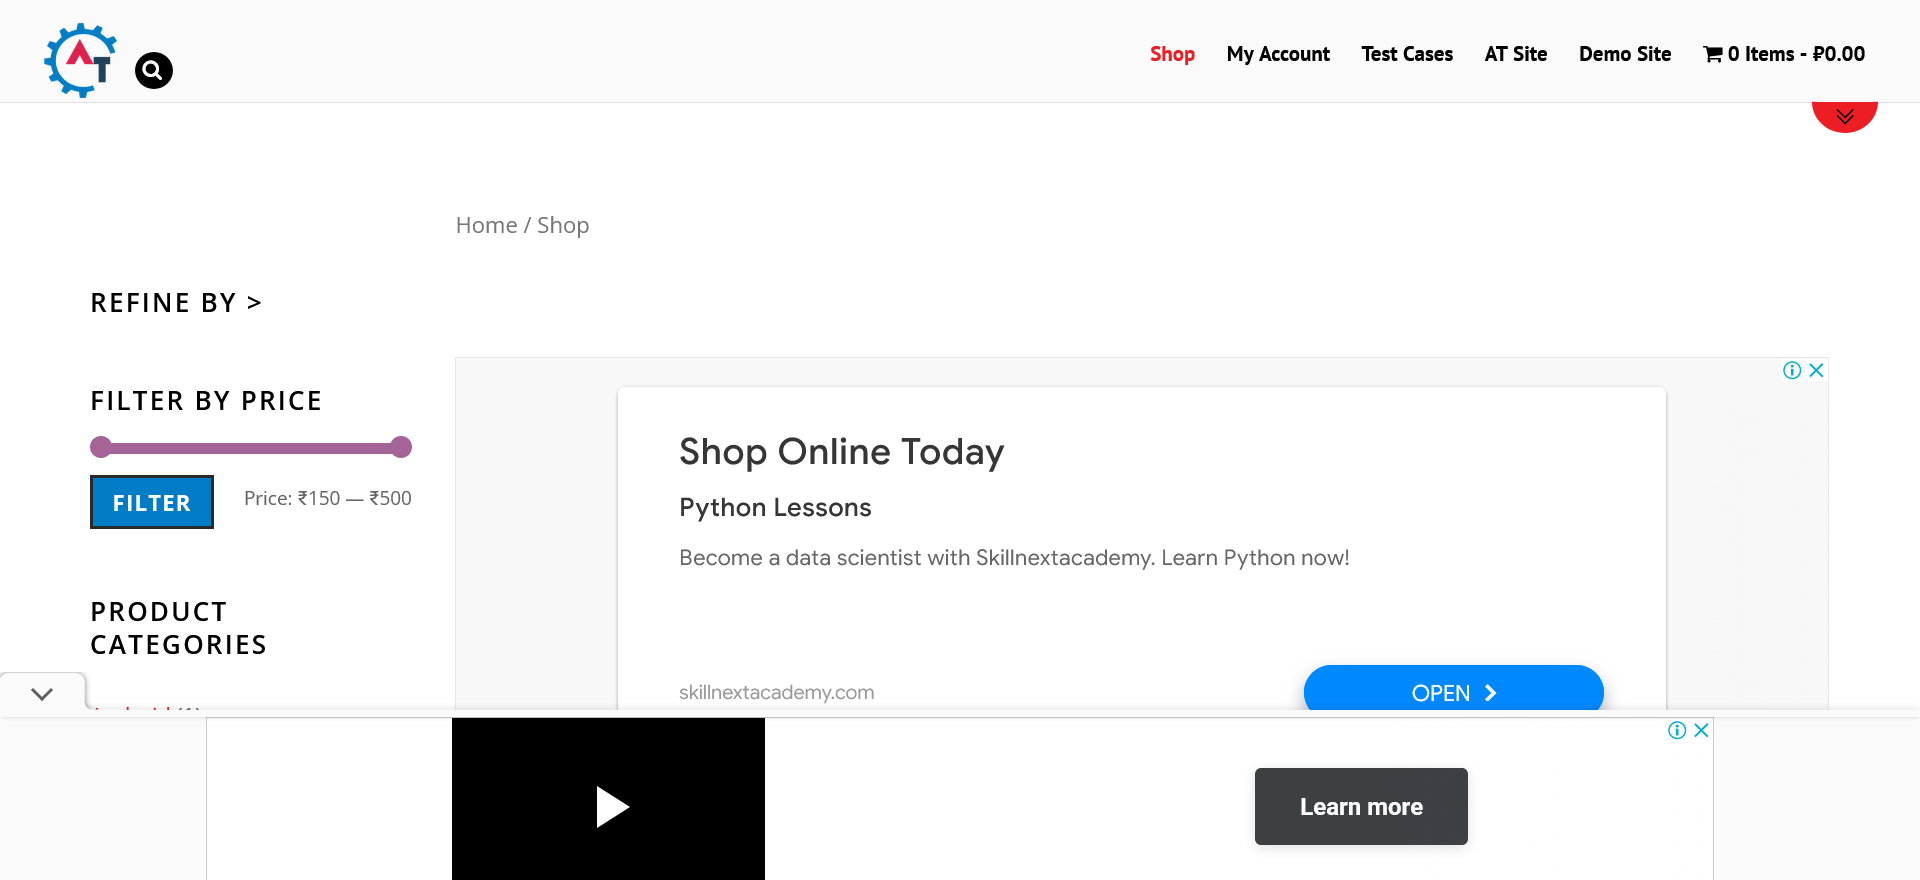 AT
Shop
My Account
Test Cases
AT Site
Demo Site
0 Items - ₽0.00
Home / Shop
REFINE BY >
FILTER BY PRICE
FILTER
Price: ₹150 — ₹500
PRODUCT
CATEGORIES
Shop Online Today
Python Lessons
Become a data scientist with Skillnextacademy. Learn Python now!
skillnextacademy.com
OPEN
Learn more